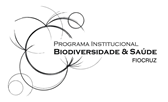 PROGRAMA INSTITUCIONAL
BIODIVERSIDADE & SAÚDE
FIOCRUZ